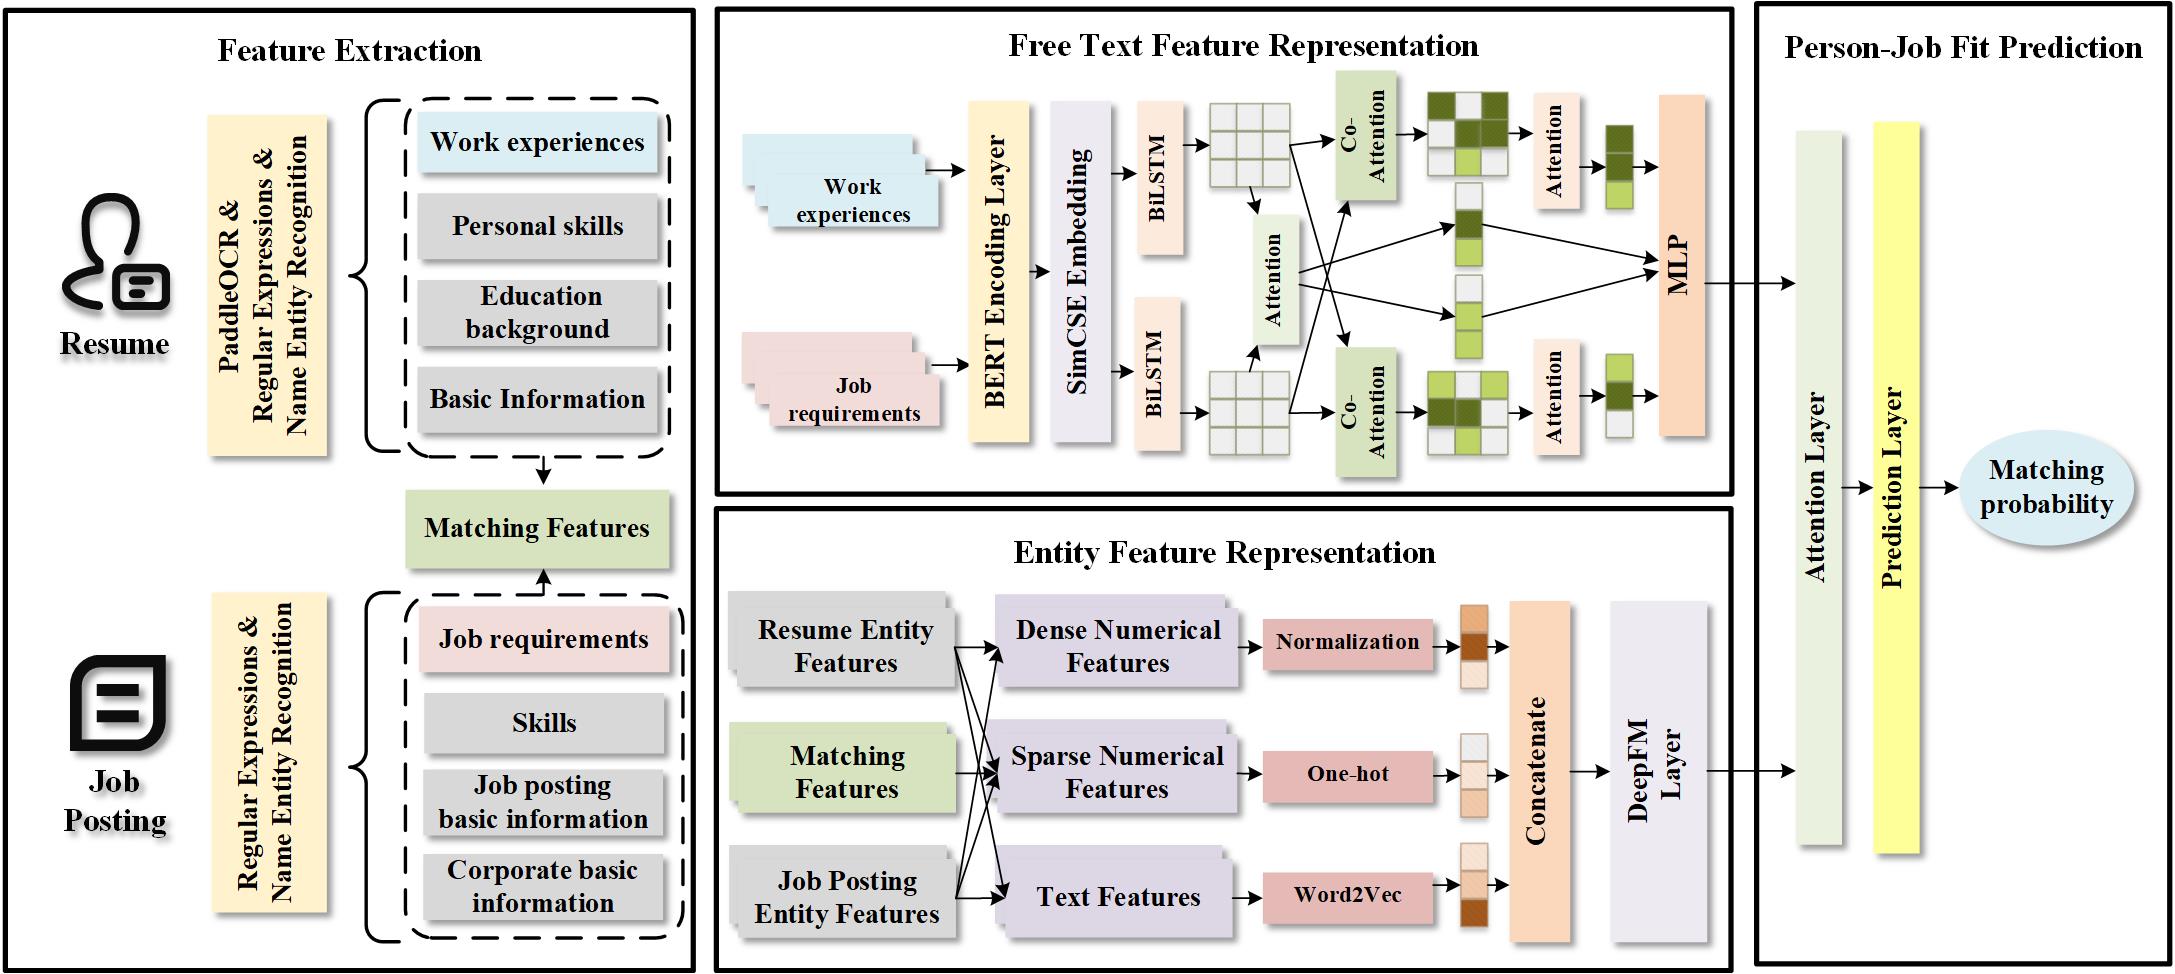 Feature Extraction
Resume
PaddleOCR &
Regular Expressions &
Name Entity Recognition
Work experiences
Personal skills
Education
background
Basic Information
Matching Features
Job
Posting
Regular Expressions &
Name Entity Recognition
Job requirements
Skills
Job posting
basic information
Corporate basic
information
Free Text Feature Representation
Work
experiences
Job
requirements
BERT Encoding Layer
SimCSE Embedding
BiLSTM
BiLSTM
Attention
Co-
Attention
Co-
Attention
Attention
Attention
MLP
Entity Feature Representation
Resume Entity
Features
Matching
Features
Job Posting
Entity Features
Dense Numerical
Features
Sparse Numerical
Features
Text Features
Normalization
One-hot
Word2Vec
Concatenate
DeepFM
Layer
Person-Job Fit Prediction
Attention Layer
Prediction Layer
Matching
probability